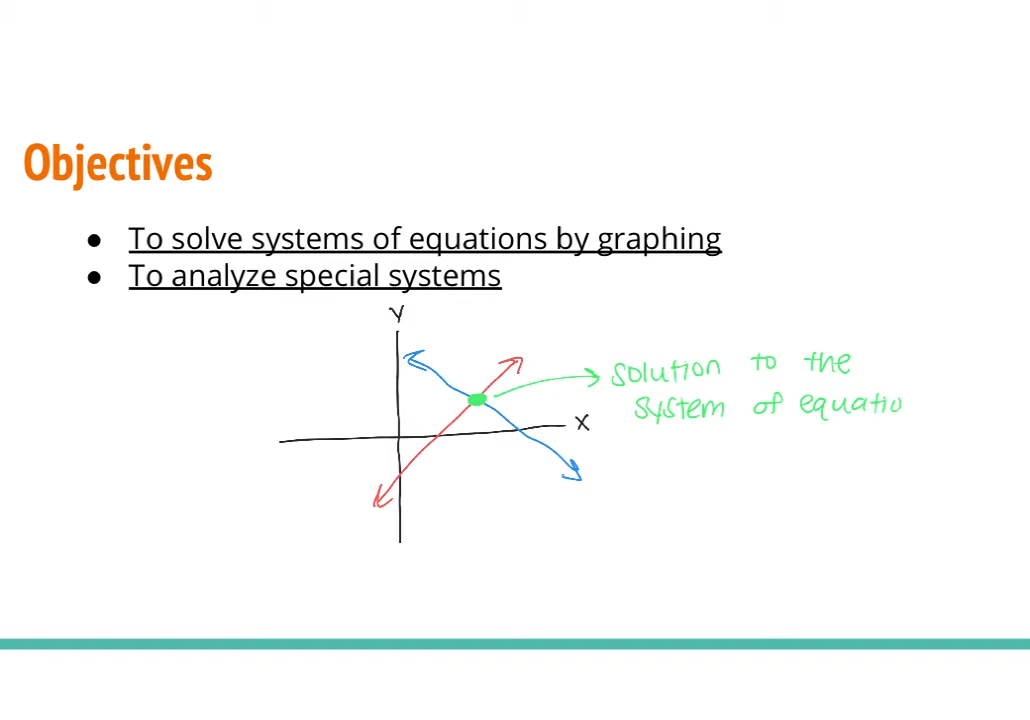 Objectives
● To solve systems of equations by graphing
● To analyze special systems
Y
solution to the
system of equatio
X